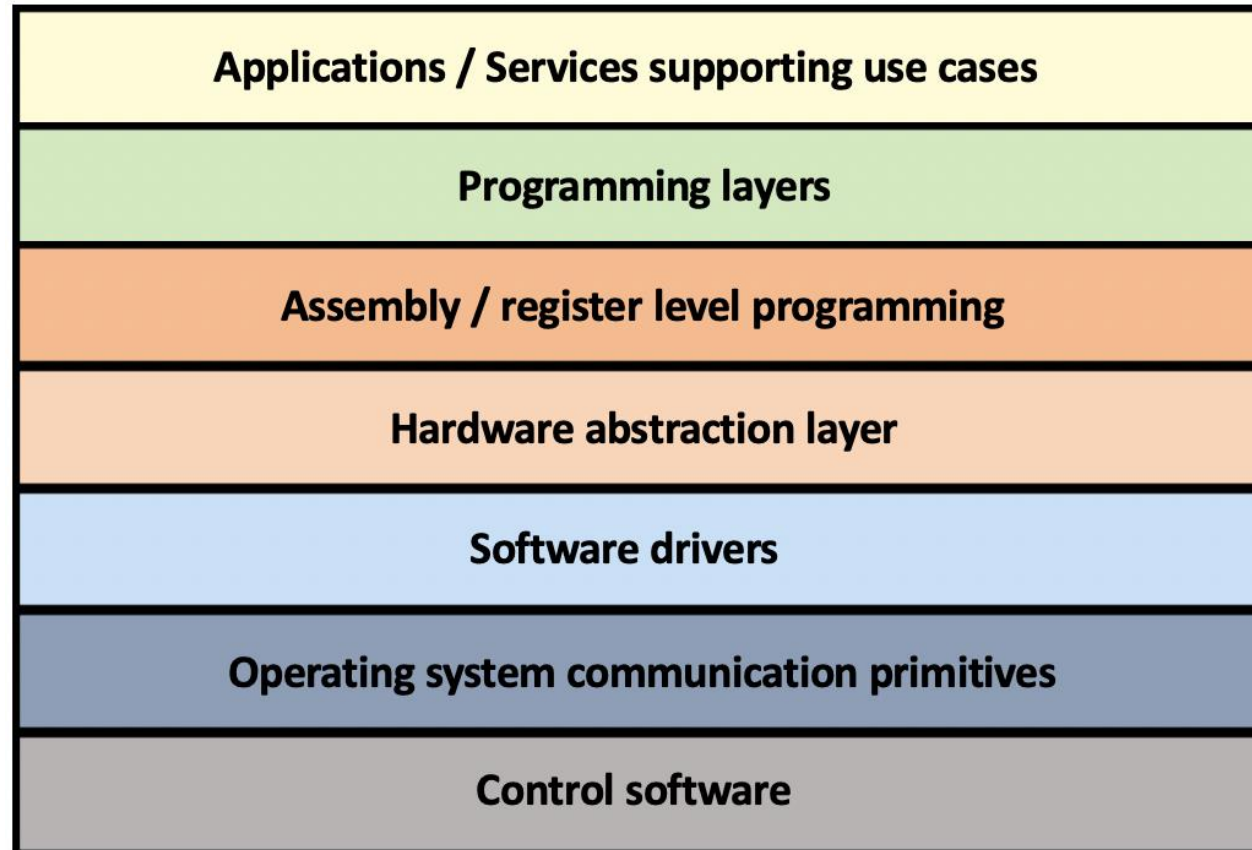 Applications / Services supporting use cases
Programming layers
Assembly / register level programming
Hardware abstraction layer
Software drivers
Operating system communication primitives
Control software